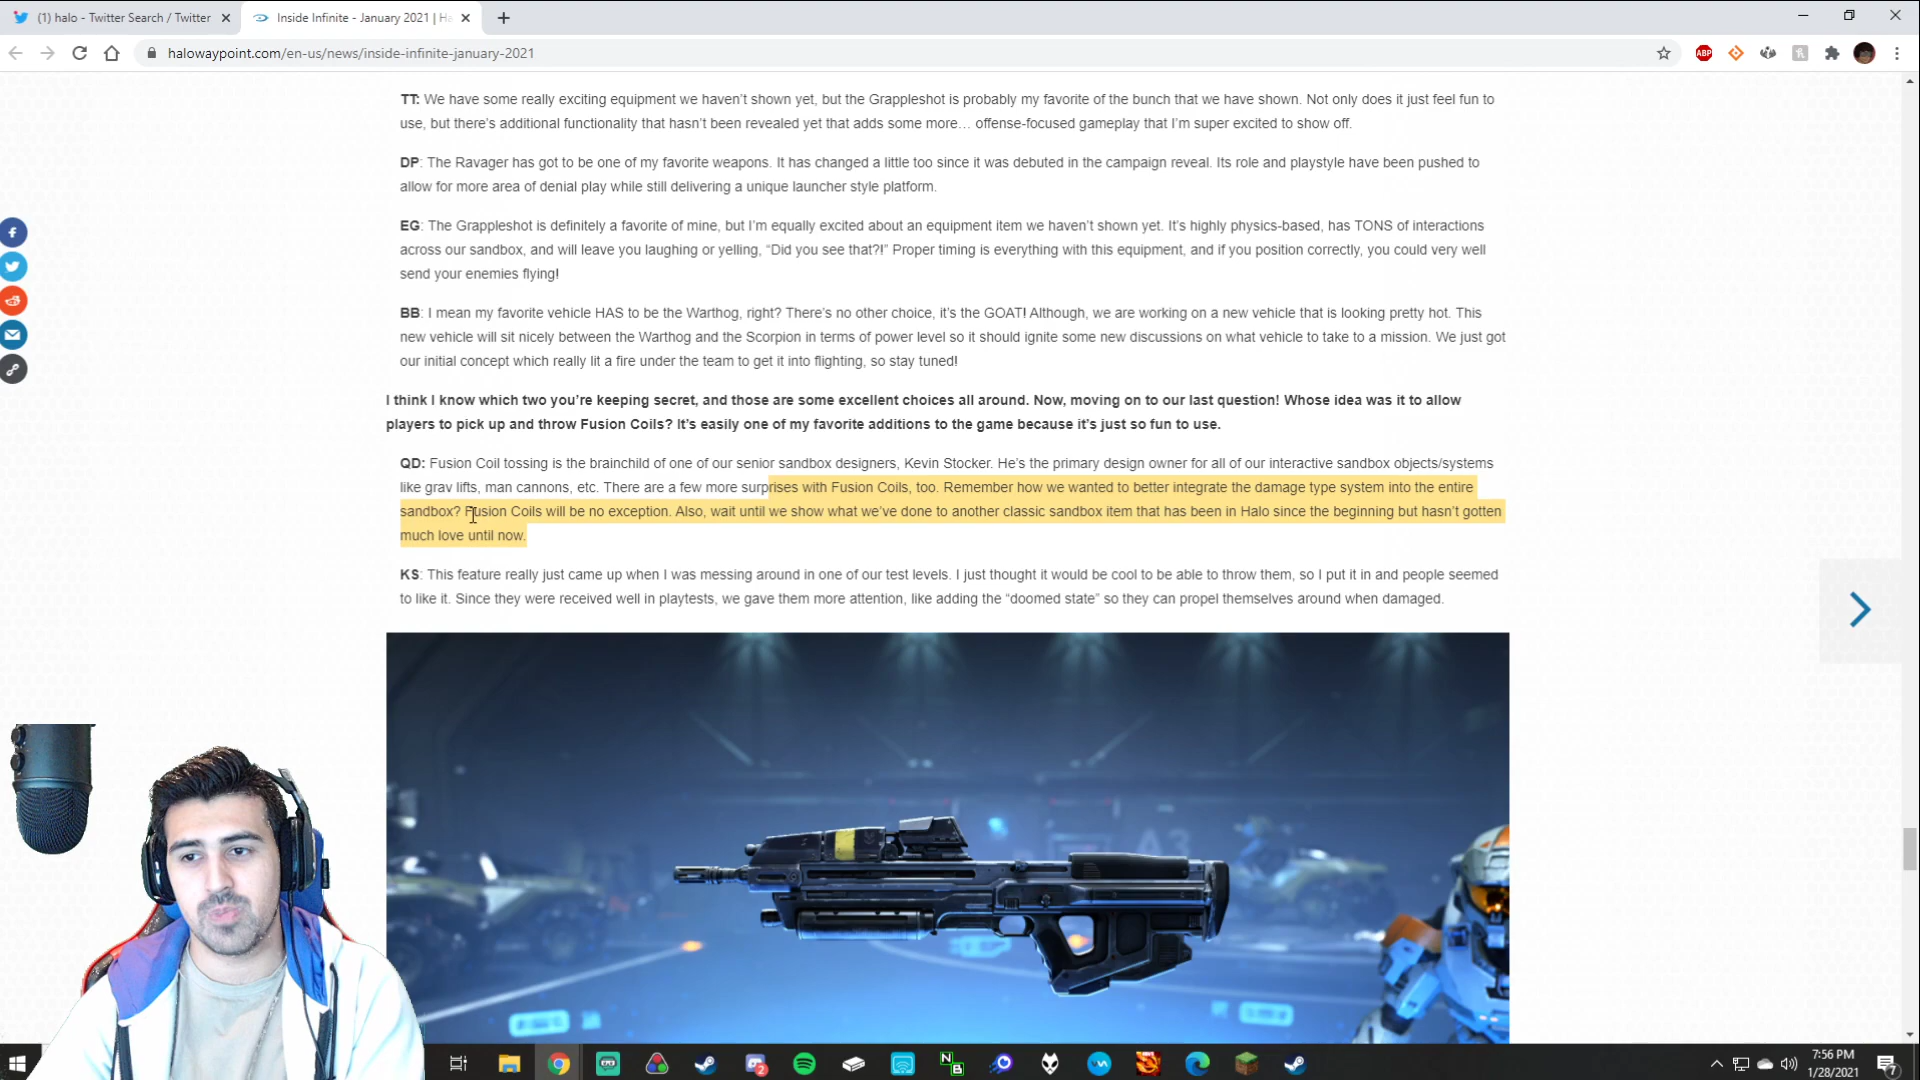 (1) halo - Twitter Search / Twitter
Inside Infinite - January 2021 | Ha
halowaypoint.com/en-us/news/inside-infinite-january-2021
ABP
TT: We have some really exciting equipment we haven't shown yet, but the Grappleshot is probably my favorite of the bunch that we have shown. Not only does it just feel fun to
use, but there's additional functionality that hasn't been revealed yet that adds some more… offense-focused gameplay that I'm super excited to show off.
DP: The Ravager has got to be one of my favorite weapons. It has changed a little too since it was debuted in the campaign reveal. Its role and playstyle have been pushed to
allow for more area of denial play while still delivering a unique launcher style platform.
EG: The Grappleshot is definitely a favorite of mine, but I'm equally excited about an equipment item we haven't shown yet. It's highly physics-based, has TONS of interactions
across our sandbox, and will leave you laughing or yelling, “Did you see that?!” Proper timing is everything with this equipment, and if you position correctly, you could very well
send your enemies flying!
BB: I mean my favorite vehicle HAS to be the Warthog, right? There's no other choice, it's the GOAT! Although, we are working on a new vehicle that is looking pretty hot. This
new vehicle will sit nicely between the Warthog and the Scorpion in terms of power level so it should ignite some new discussions on what vehicle to take to a mission. We just got
our initial concept which really lit a fire under the team to get it into flighting, so stay tuned!
I think I know which two you're keeping secret, and those are some excellent choices all around. Now, moving on to our last question! Whose idea was it to allow
players to pick up and throw Fusion Coils? It's easily one of my favorite additions to the game because it's just so fun to use.
QD: Fusion Coil tossing is the brainchild of one of our senior sandbox designers, Kevin Stocker. He's the primary design owner for all of our interactive sandbox objects/systems
like grav lifts, man cannons, etc. There are a few more surprises with Fusion Coils, too. Remember how we wanted to better integrate the damage type system into the entire
sandbox? Fusion Coils will be no exception. Also, wait until we show what we've done to another classic sandbox item that has been in Halo since the beginning but hasn't gotten
much love until now.
KS: This feature really just came up when I was messing around in one of our test levels. I just thought it would be cool to be able to throw them, so I put it in and people seemed
to like it. Since they were received well in playtests, we gave them more attention, like adding the “doomed state” so they can propel themselves around when damaged.
A3
7:56 PM
1/28/2021